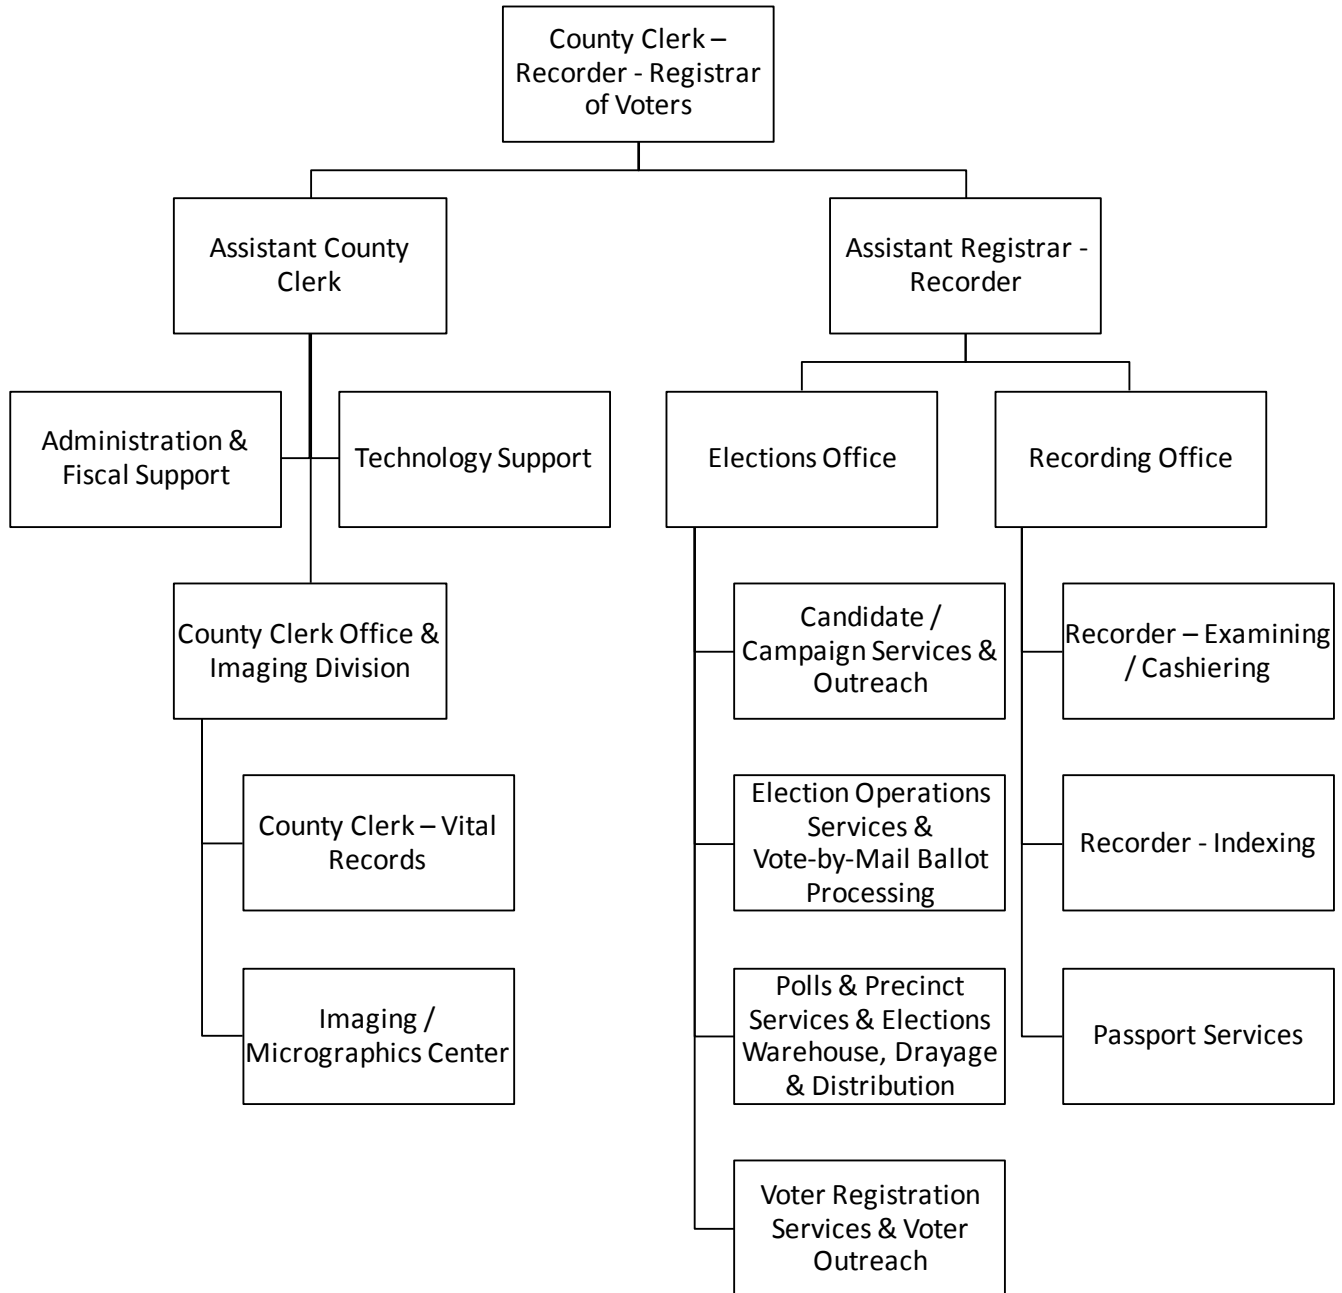 County Clerk –
Recorder - Registrar
of Voters
Assistant County
Clerk
Assistant Registrar -
Recorder
Administration &
Fiscal Support
Technology Support
Elections Office
Recording Office
County Clerk Office &
Imaging Division
Candidate /
Campaign Services &
Outreach
Recorder – Examining
/ Cashiering
County Clerk – Vital
Records
Election Operations
Services &
Vote-by-Mail Ballot
Processing
Recorder - Indexing
Imaging /
Micrographics Center
Polls & Precinct
Services & Elections
Warehouse, Drayage
& Distribution
Passport Services
Voter Registration
Services & Voter
Outreach